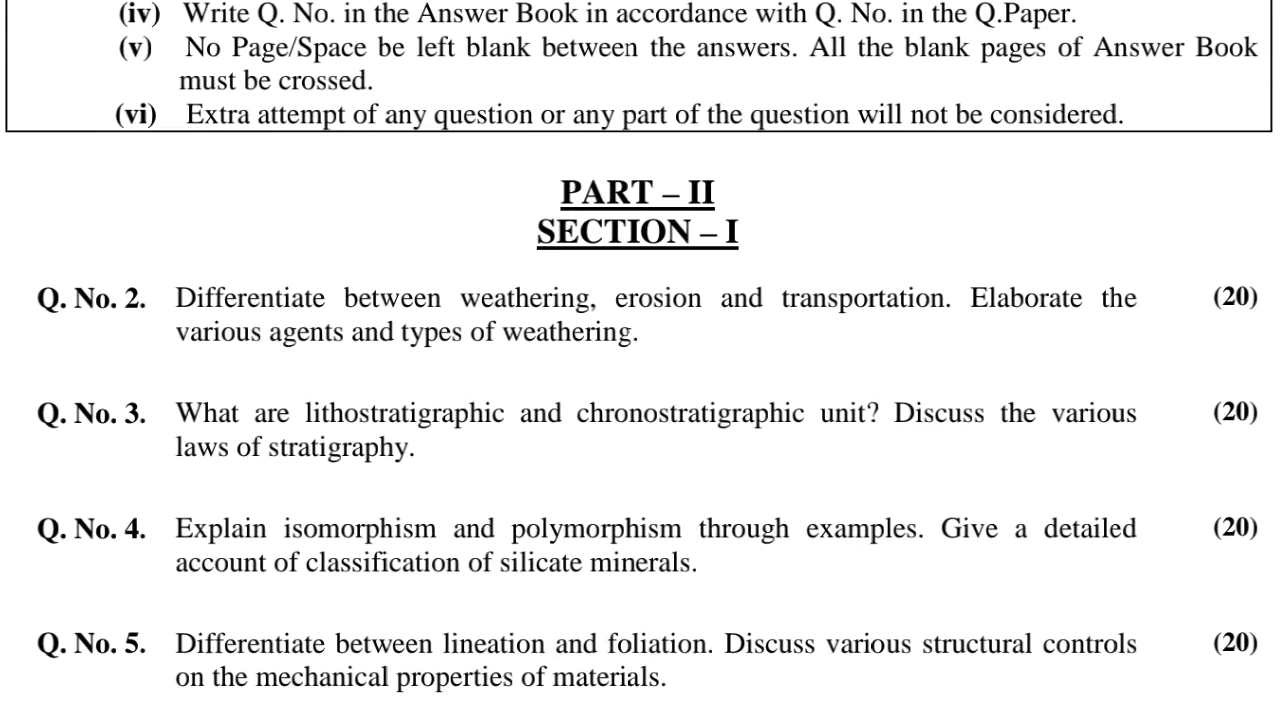 (iv) Write Q. No. in the Answer Book in accordance with Q. No. in the Q.Paper.
(v) No Page/Space be left blank between the answers. All the blank pages of Answer Book
must be crossed.
(vi) Extra attempt of any question or any part of the question will not be considered.
PART – II
SECTION – I
Q. No. 2. Differentiate between weathering, erosion and transportation. Elaborate the (20)
various agents and types of weathering.
Q. No. 3. What are lithostratigraphic and chronostratigraphic unit? Discuss the various (20)
laws of stratigraphy.
Q. No. 4. Explain isomorphism and polymorphism through examples. Give a detailed (20)
account of classification of silicate minerals.
Q. No. 5. Differentiate between lineation and foliation. Discuss various structural controls (20)
on the mechanical properties of materials.